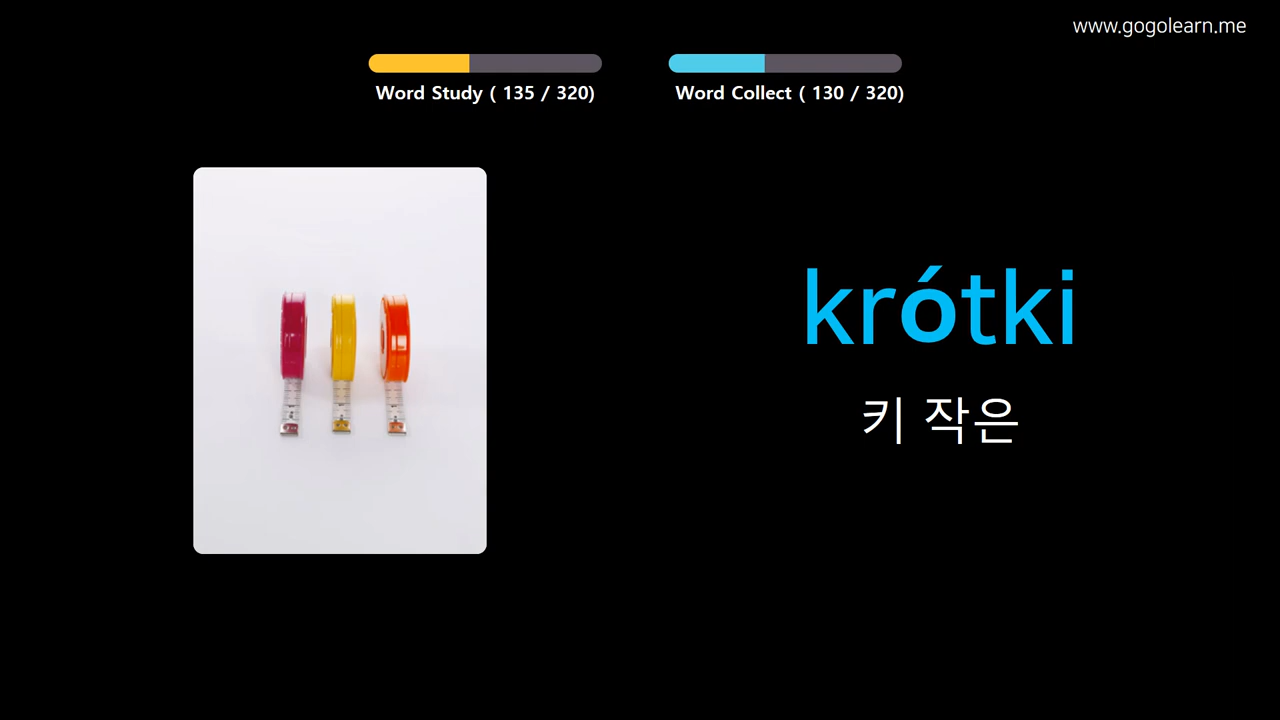 www.gogolearn.me
Word Study ( 135 / 320)
Word Collect ( 130 / 320)
krótki
키 작은